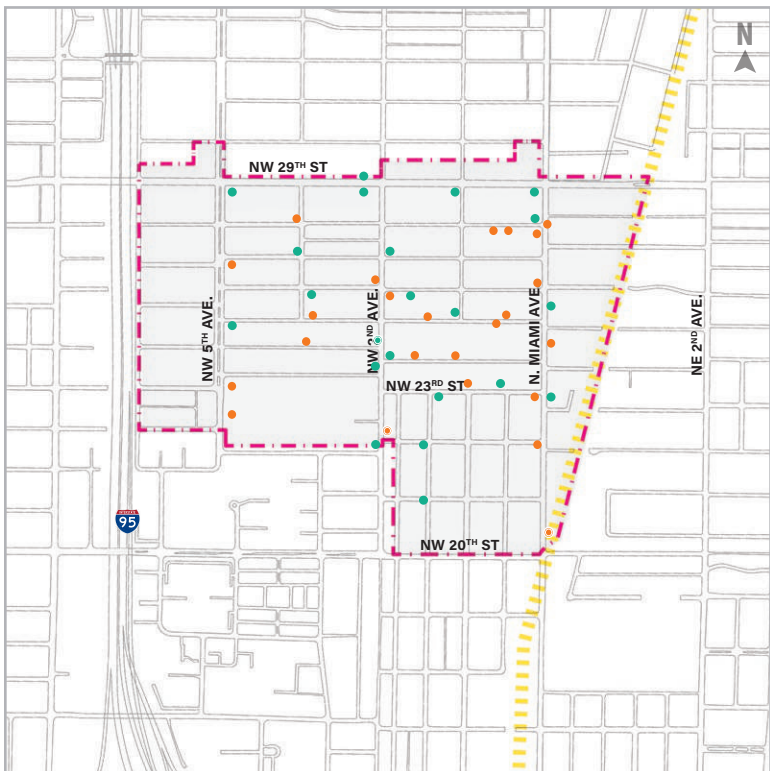 N
NW 29TH ST
NW 5TH AVE.
NW 2ND AVE.
N. MIAMI AVE.
NE 2ND AVE.
NW 23RD ST
95
NW 20TH ST